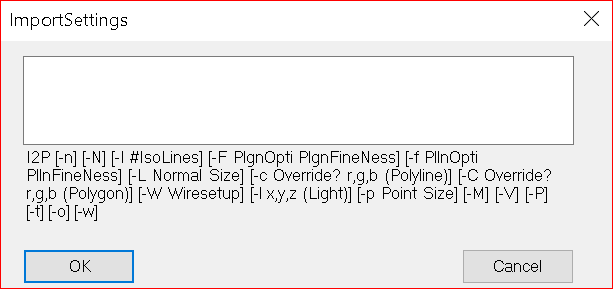 ImportSettings
I2P [-n] [-N] [-I #IsoLines] [-F PlgnOpti PlgnFineNess] [-f PllnOpti
PllnFineNess] [-L Normal Size] [-c Override? r,g,b (Polyline)] [-C Override?
r,g,b (Polygon)] [-W Wiresetup] [-l x,y,z (Light)] [-p Point Size] [-M] [-V] [-P]
[-t] [-o] [-w]
OK
Cancel